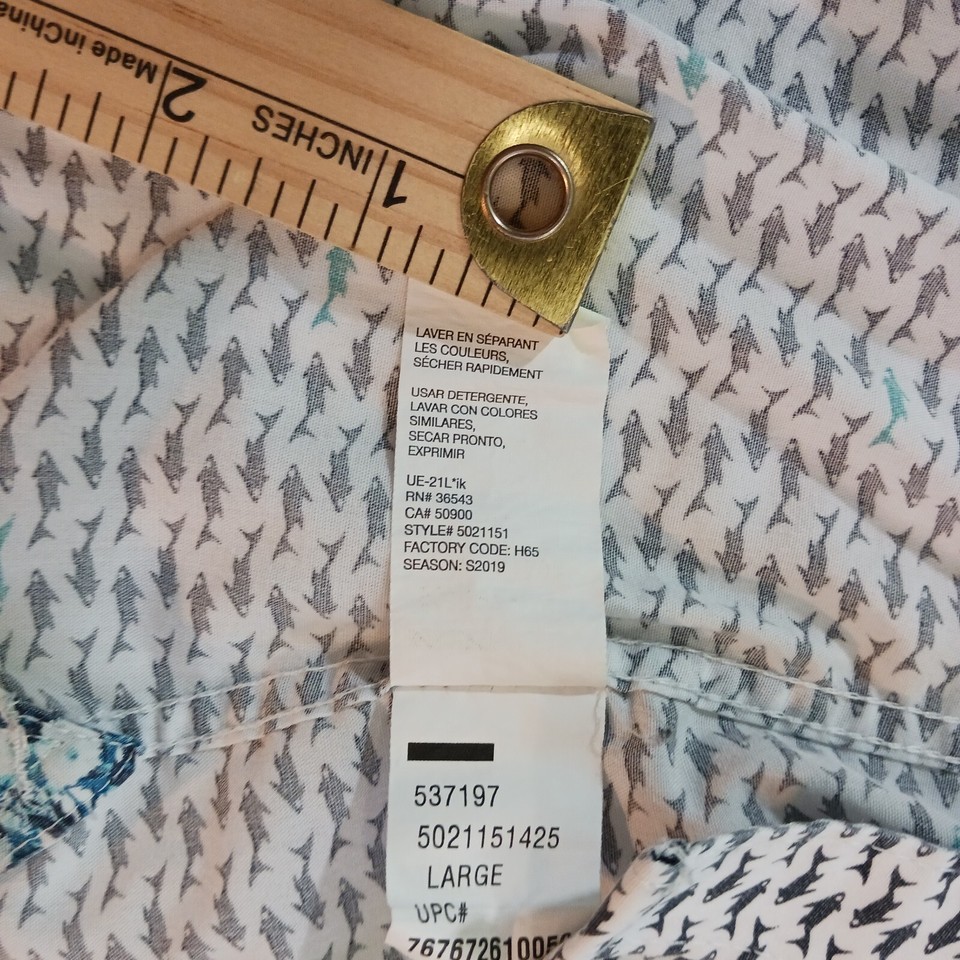 Made inChina
2
INCHES
1
INCHES
LAVER EN SÉPARANT
LES COULEURS,
SÉCHER RAPIDEMENT
USAR DETERGENTE,
LAVAR CON COLORES
SIMILARES,
SECAR PRONTO,
EXPRIMIR
UE-21L*ik
RN# 36543
CA# 50900
STYLE# 5021151
FACTORY CODE: H65
SEASON: S2019
537197
5021151425
LARGE
UPC#